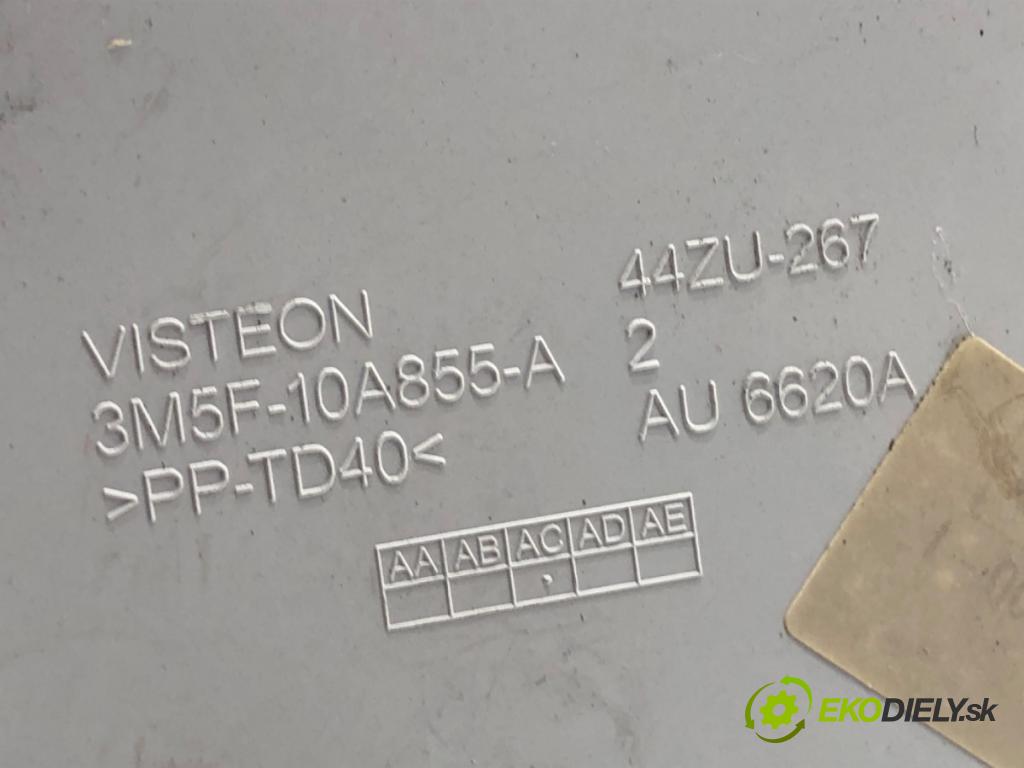 VISTEON
3M5F-10A855-A
>PP-TD40<
44ZU-267
2
AU 6620A
AA AB AC AD AE
EKODIELY.sk